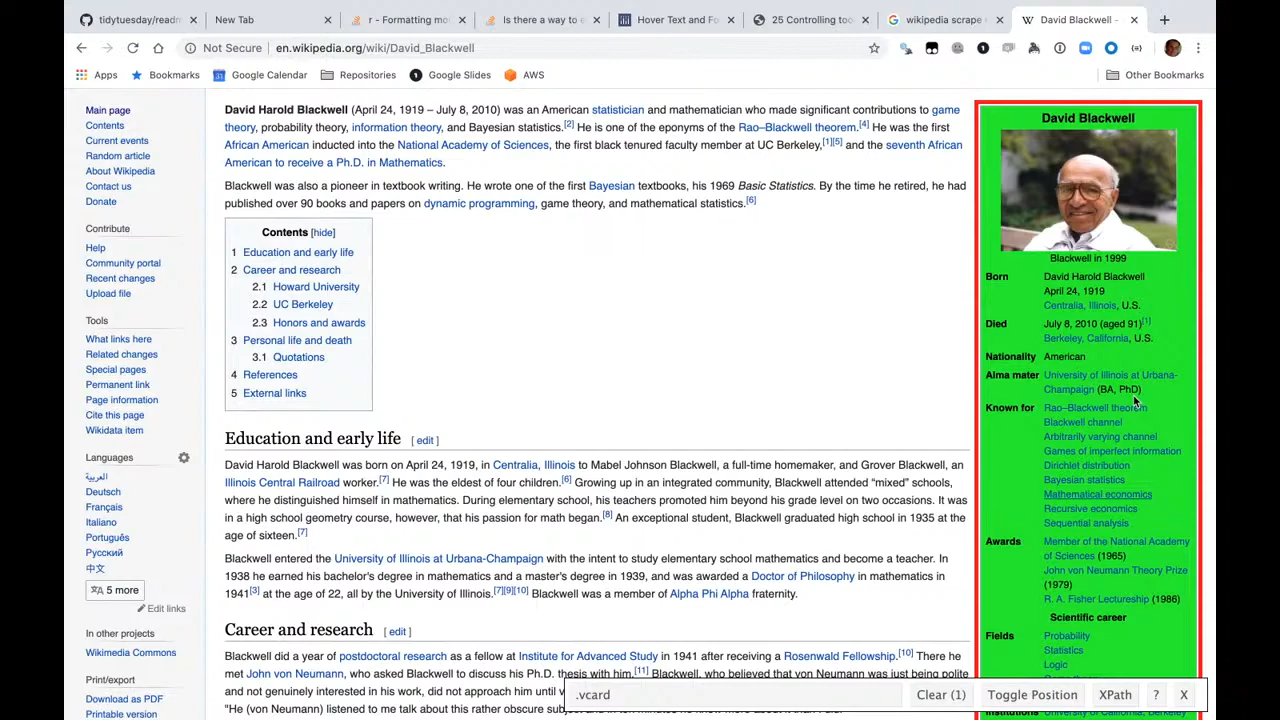 tidytuesday/readm
New Tab
r - Formatting mo
Is there a way to e
Hover Text and Fo
25 Controlling too
wikipedia scrape
David Blackwell -
Not Secure
en.wikipedia.org/wiki/David_Blackwell
Apps
Bookmarks
Google Calendar
Repositories
Google Slides
AWS
Other Bookmarks
Main page
Contents
Current events
Random article
About Wikipedia
Contact us
Donate
Contribute
Help
Community portal
Recent changes
Upload file
Tools
What links here
Related changes
Special pages
Permanent link
Page information
Cite this page
Wikidata item
Languages
العربية
Deutsch
Français
Italiano
Português
Русский
中文
5 more
Edit links
In other projects
Wikimedia Commons
Print/export
Download as PDF
Printable version
David Harold Blackwell (April 24, 1919 – July 8, 2010) was an American statistician and mathematician who made significant contributions to game
theory, probability theory, information theory, and Bayesian statistics.[2] He is one of the eponyms of the Rao–Blackwell theorem.[4] He was the first
African American inducted into the National Academy of Sciences, the first black tenured faculty member at UC Berkeley,[1][5] and the seventh African
American to receive a Ph.D. in Mathematics.
Blackwell was also a pioneer in textbook writing. He wrote one of the first Bayesian textbooks, his 1969 Basic Statistics. By the time he retired, he had
published over 90 books and papers on dynamic programming, game theory, and mathematical statistics.[6]
Contents [hide]
1 Education and early life
2 Career and research
2.1 Howard University
2.2 UC Berkeley
2.3 Honors and awards
3 Personal life and death
3.1 Quotations
4 References
5 External links
Education and early life [ edit ]
David Harold Blackwell was born on April 24, 1919, in Centralia, Illinois to Mabel Johnson Blackwell, a full-time homemaker, and Grover Blackwell, an
Illinois Central Railroad worker.[7] He was the eldest of four children.[6] Growing up in an integrated community, Blackwell attended "mixed" schools,
where he distinguished himself in mathematics. During elementary school, his teachers promoted him beyond his grade level on two occasions. It was
in a high school geometry course, however, that his passion for math began.[8] An exceptional student, Blackwell graduated high school in 1935 at the
age of sixteen.[7]
Blackwell entered the University of Illinois at Urbana-Champaign with the intent to study elementary school mathematics and become a teacher. In
1938 he earned his bachelor's degree in mathematics and a master's degree in 1939, and was awarded a Doctor of Philosophy in mathematics in
1941[3] at the age of 22, all by the University of Illinois.[7][9][10] Blackwell was a member of Alpha Phi Alpha fraternity.
Career and research [ edit ]
Blackwell did a year of postdoctoral research as a fellow at Institute for Advanced Study in 1941 after receiving a Rosenwald Fellowship.[10] There he
met John von Neumann, who asked Blackwell to discuss his Ph.D. thesis with him.[11] Blackwell, who believed that von Neumann was just being polite
and not genuinely interested in his work, did not approach him until
"He (von Neumann) listened to me talk about this rather obscure
David Blackwell
Blackwell in 1999
Born David Harold Blackwell
April 24, 1919
Centralia, Illinois, U.S.
Died July 8, 2010 (aged 91)[1]
Berkeley, California, U.S.
Nationality American
Alma mater University of Illinois at Urbana-
Champaign (BA, PhD)
Known for Rao–Blackwell theorem
Blackwell channel
Arbitrarily varying channel
Games of imperfect information
Dirichlet distribution
Bayesian statistics
Mathematical economics
Recursive economics
Sequential analysis
Awards Member of the National Academy
of Sciences (1965)
John von Neumann Theory Prize
(1979)
R. A. Fisher Lectureship (1986)
Scientific career
Fields Probability
Statistics
Logic
.vcard
Clear (1)
Toggle Position
XPath
?
X